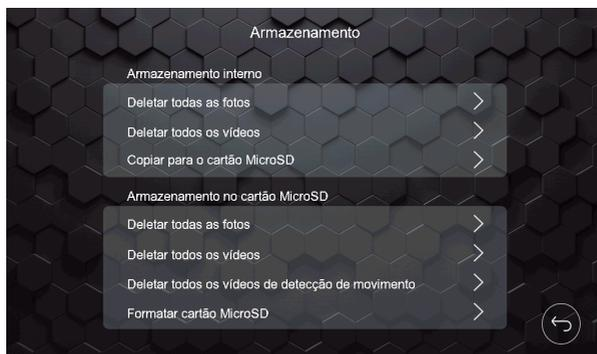 Armazenamento
Armazenamento interno
Deletar todas as fotos
Deletar todos os vídeos
Copiar para o cartão MicroSD
Armazenamento no cartão MicroSD
Deletar todas as fotos
Deletar todos os vídeos
Deletar todos os vídeos de detecção de movimento
Formatar cartão MicroSD